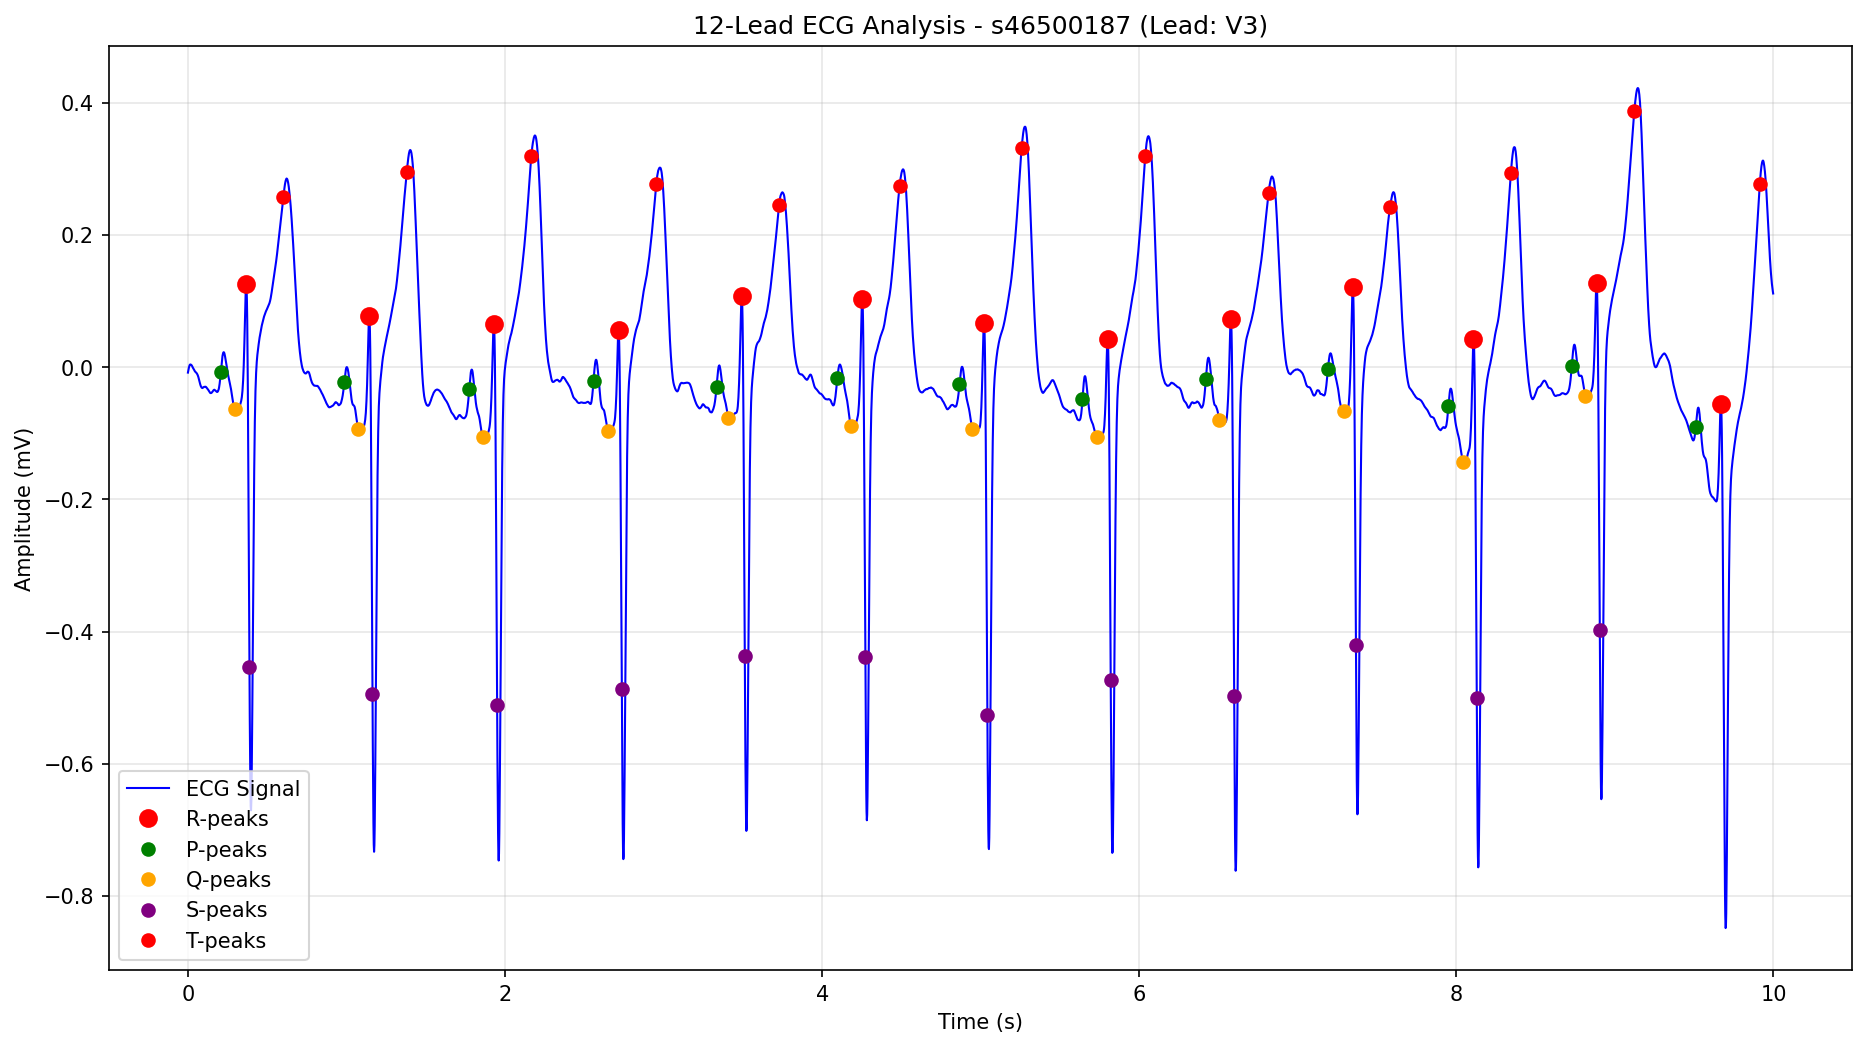 12-Lead ECG Analysis - s46500187 (Lead: V3)
Amplitude (mV)
0.4
0.2
0.0
−0.2
−0.4
−0.6
−0.8
ECG Signal
R-peaks
P-peaks
Q-peaks
S-peaks
T-peaks
0 2 4 6 8 10
Time (s)